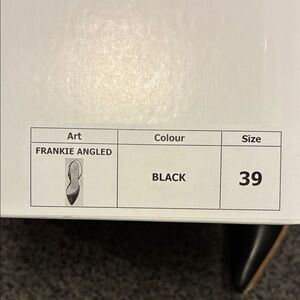 Art Colour Size
FRANKIE ANGLED BLACK 39